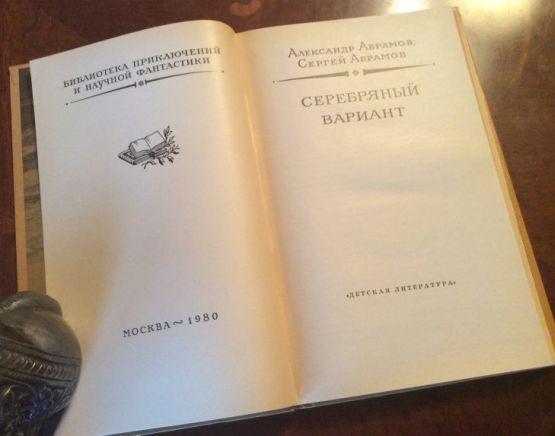 БИБЛИОТЕКА ПРИКЛЮЧЕНИЙ
И НАУЧНОЙ ФАНТАСТИКИ
МОСКВА ~ 1980
АЛЕКСАНДР АБРАМОВ,
СЕРГЕЙ АБРАМОВ
СЕРЕБРЯНЫЙ
ВАРИАНТ
«ДЕТСКАЯ ЛИТЕРАТУРА»